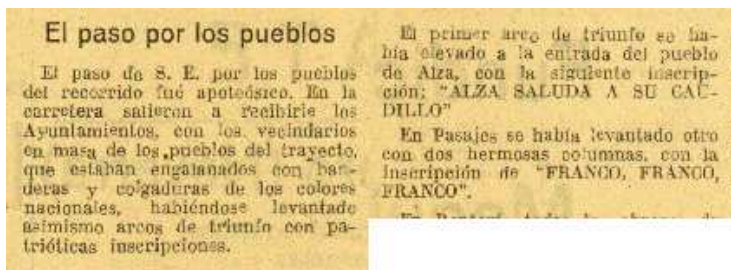 El paso por los pueblos
El paso de S. E. por los pueblos
del recorrido fué apoteósico. En la
carretera salieron a recibirle los
Ayuntamientos, con los vecindarios
en masa de los pueblos del trayecto,
que estaban engalanados con ban-
deras y colgaduras de los colores
nacionales, habiéndose levantado
asimismo arcos de triunfo con pa-
trióticas inscripciones.
El primer arco de triunfo se ha-
bía elevado a la entrada del pueblo
de Alza, con la siguiente inscrip-
ción; "ALZA SALUDA A SU CAU-
DILLO"
En Pasajes se había levantado otro
con dos hermosas columnas, con la
inscripción de "FRANCO, FRANCO,
FRANCO".